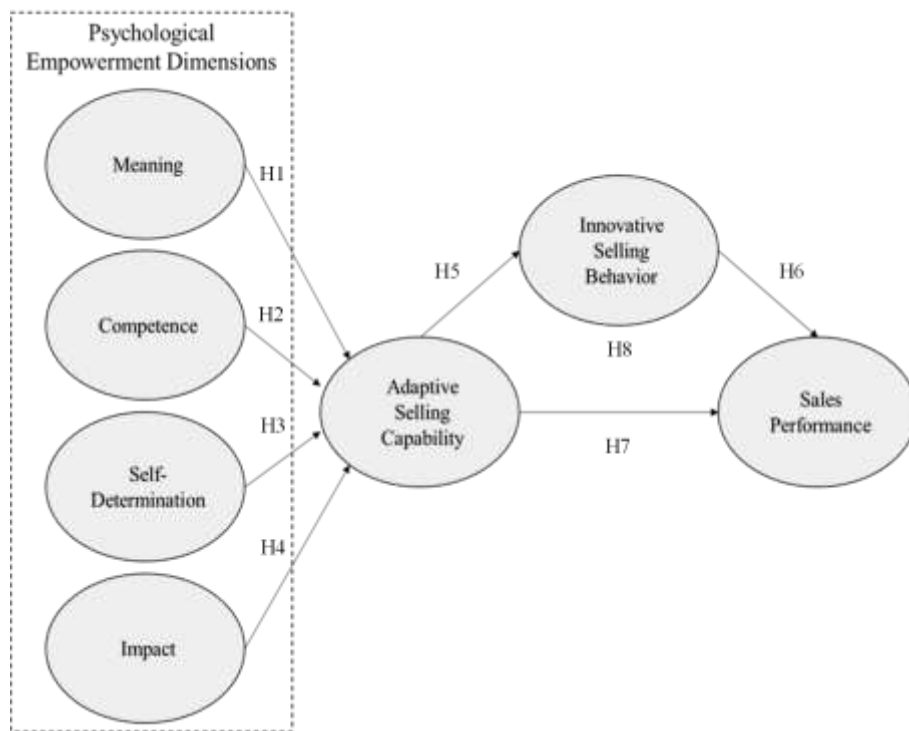 Psychological
Empowerment Dimensions
Meaning
H1
Competence
H2
Self-
Determination
H3
Impact
H4
Adaptive
Selling
Capability
H5
Innovative
Selling
Behavior
H6
H8
H7
Sales
Performance